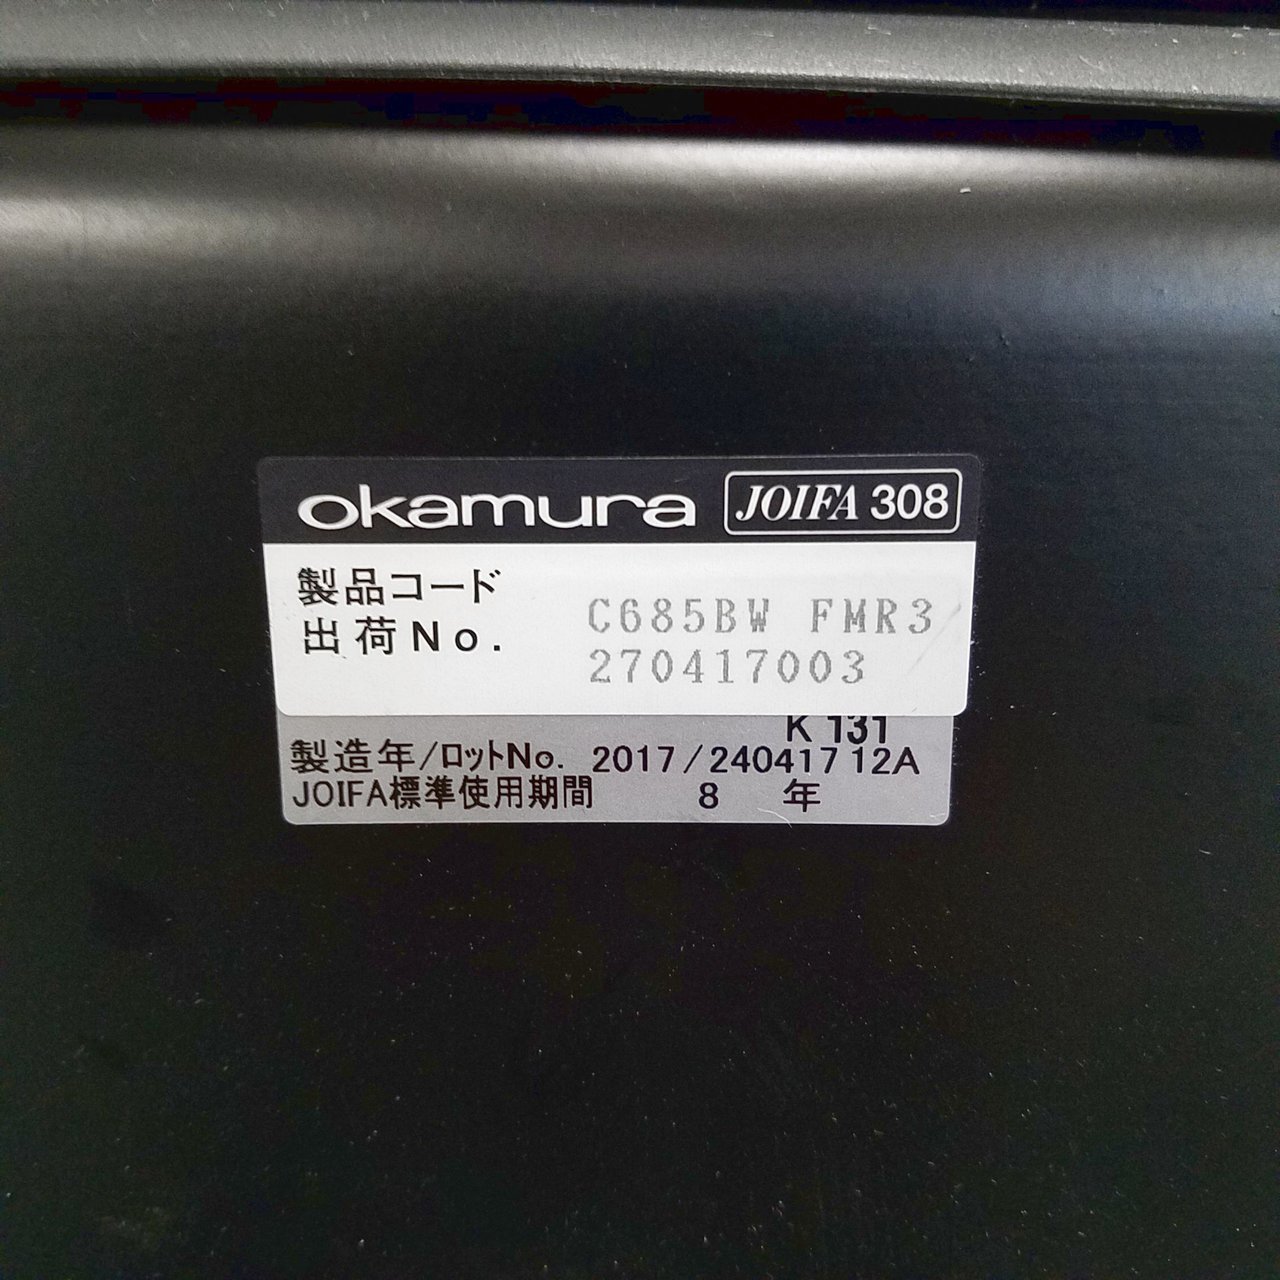 okamura JOIFA 308
製品コード C685BW FMR3
出荷No. 270417003
K 131
製造年/ロットNo. 2017/240417 12A
JOIFA標準使用期間 8 年